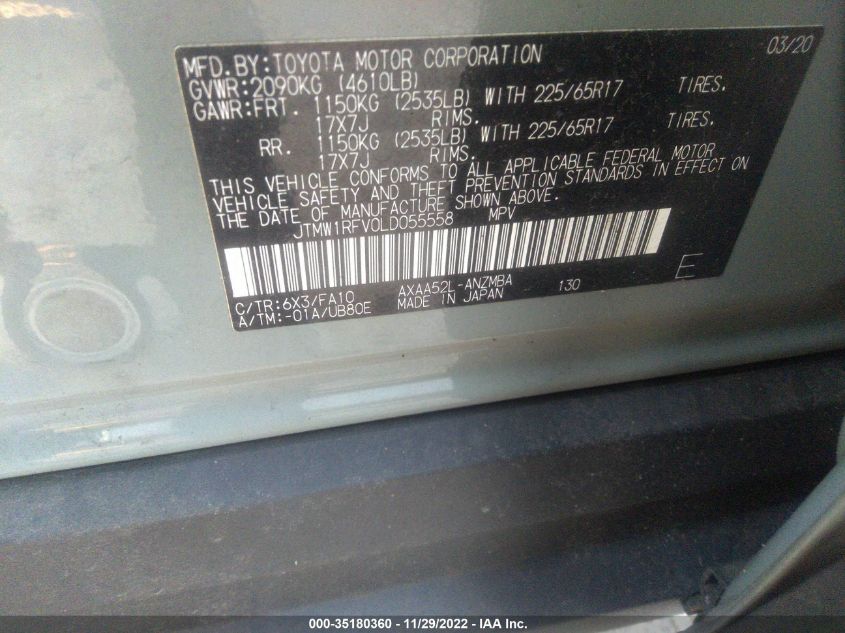 03/20
MFD.BY:TOYOTA MOTOR CORPORATION
GVWR:2090KG (4610LB)
GAWR:FRT. 1150KG (2535LB) WITH 225/65R17 TIRES.
17X7J RIMS.
RR. 1150KG (2535LB) WITH 225/65R17 TIRES.
17X7J RIMS.
THIS VEHICLE CONFORMS TO ALL APPLICABLE FEDERAL MOTOR
VEHICLE SAFETY AND THEFT PREVENTION STANDARDS IN EFFECT ON
THE DATE OF MANUFACTURE SHOWN ABOVE.
JTMW1RFV0LD055558 MPV
C/TR:6X3/FA10 AXAA52L-ANZMBA 130 E
A/TM:-01A/UB80E MADE IN JAPAN
000-35180360 - 11/29/2022 - IAA Inc.